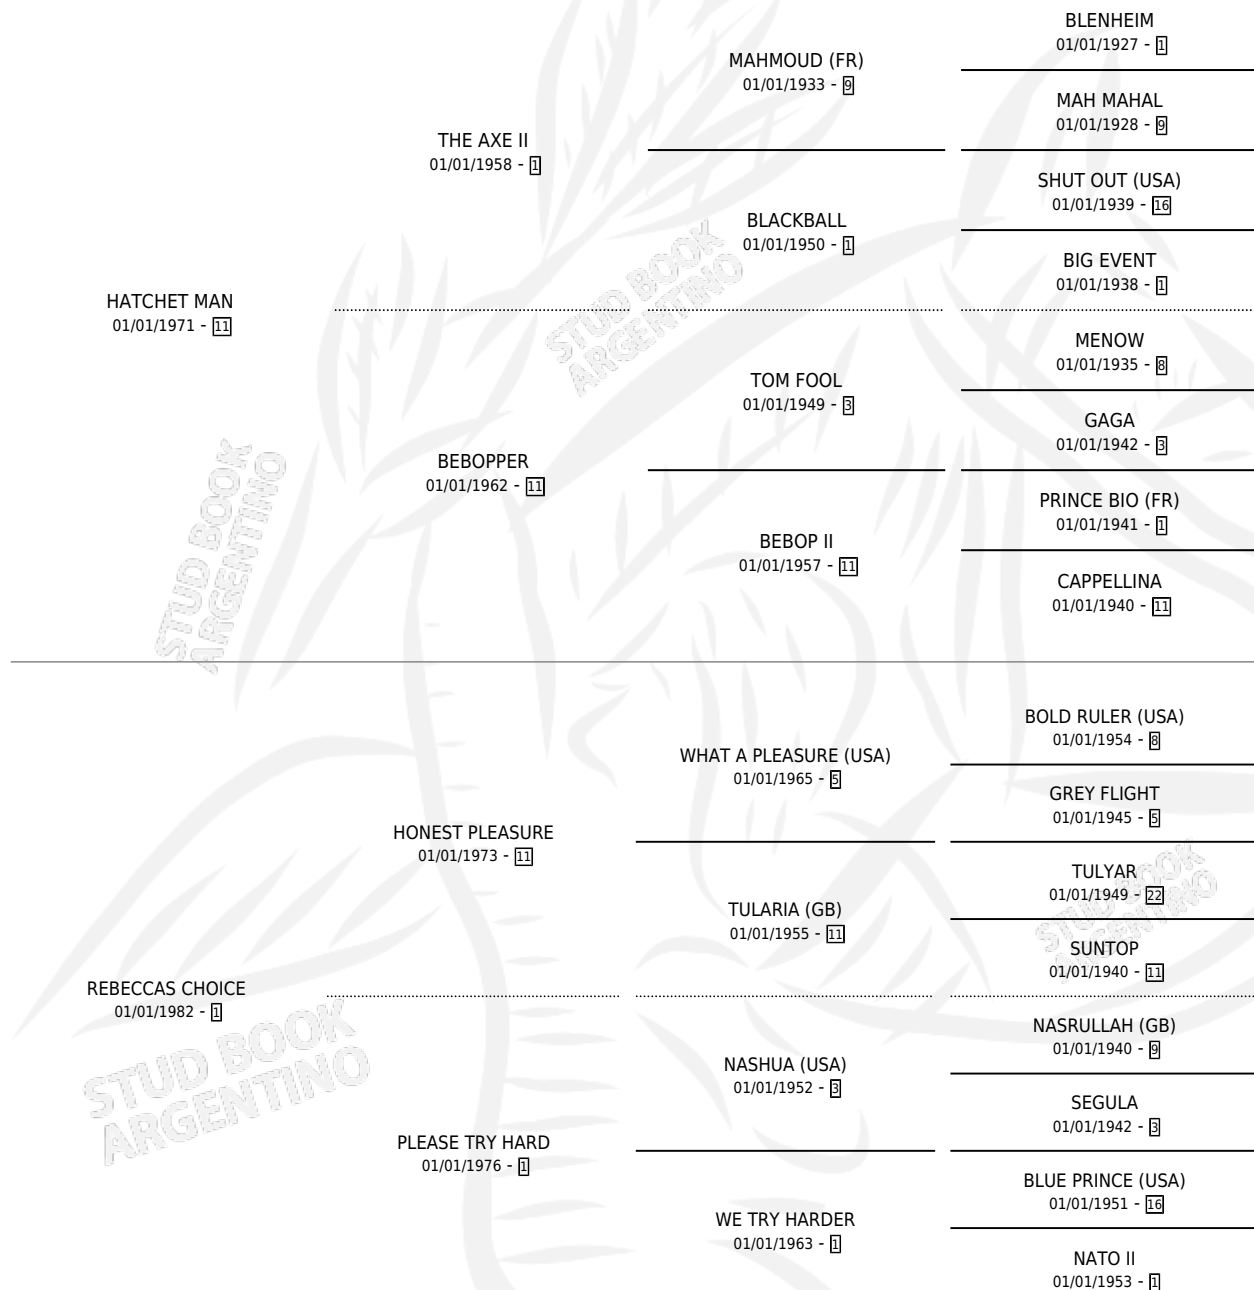 BLENHEIM
01/01/1927 - 1
MAHMOUD (FR)
01/01/1933 - 9
MAH MAHAL
01/01/1928 - 9
THE AXE II
01/01/1958 - 1
SHUT OUT (USA)
01/01/1939 - 16
BLACKBALL
01/01/1950 - 1
BIG EVENT
01/01/1938 - 1
HATCHET MAN
01/01/1971 - 11
STUD BOOK
ARGENTINO
MENOW
01/01/1935 - 8
TOM FOOL
01/01/1949 - 3
GAGA
01/01/1942 - 3
BEBOPPER
01/01/1962 - 11
PRINCE BIO (FR)
01/01/1941 - 1
BEBOP II
01/01/1957 - 11
CAPPELLINA
01/01/1940 - 11
STUD BOOK
ARGENTINO
BOLD RULER (USA)
01/01/1954 - 8
WHAT A PLEASURE (USA)
01/01/1965 - 5
GREY FLIGHT
01/01/1945 - 5
HONEST PLEASURE
01/01/1973 - 11
TULYAR
01/01/1949 - 22
TULARIA (GB)
01/01/1955 - 11
SUNTOP
01/01/1940 - 11
STUD BOOK
ARGENTINO
REBECCAS CHOICE
01/01/1982 - 1
STUD BOOK
ARGENTINO
NASRULLAH (GB)
01/01/1940 - 9
NASHUA (USA)
01/01/1952 - 3
SEGULA
01/01/1942 - 3
PLEASE TRY HARD
01/01/1976 - 1
BLUE PRINCE (USA)
01/01/1951 - 16
WE TRY HARDER
01/01/1963 - 1
NATO II
01/01/1953 - 1